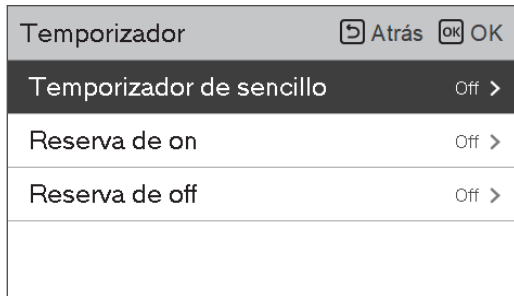 Temporizador Atrás OK OK
Temporizador de sencillo Off >
Reserva de on Off >
Reserva de off Off >